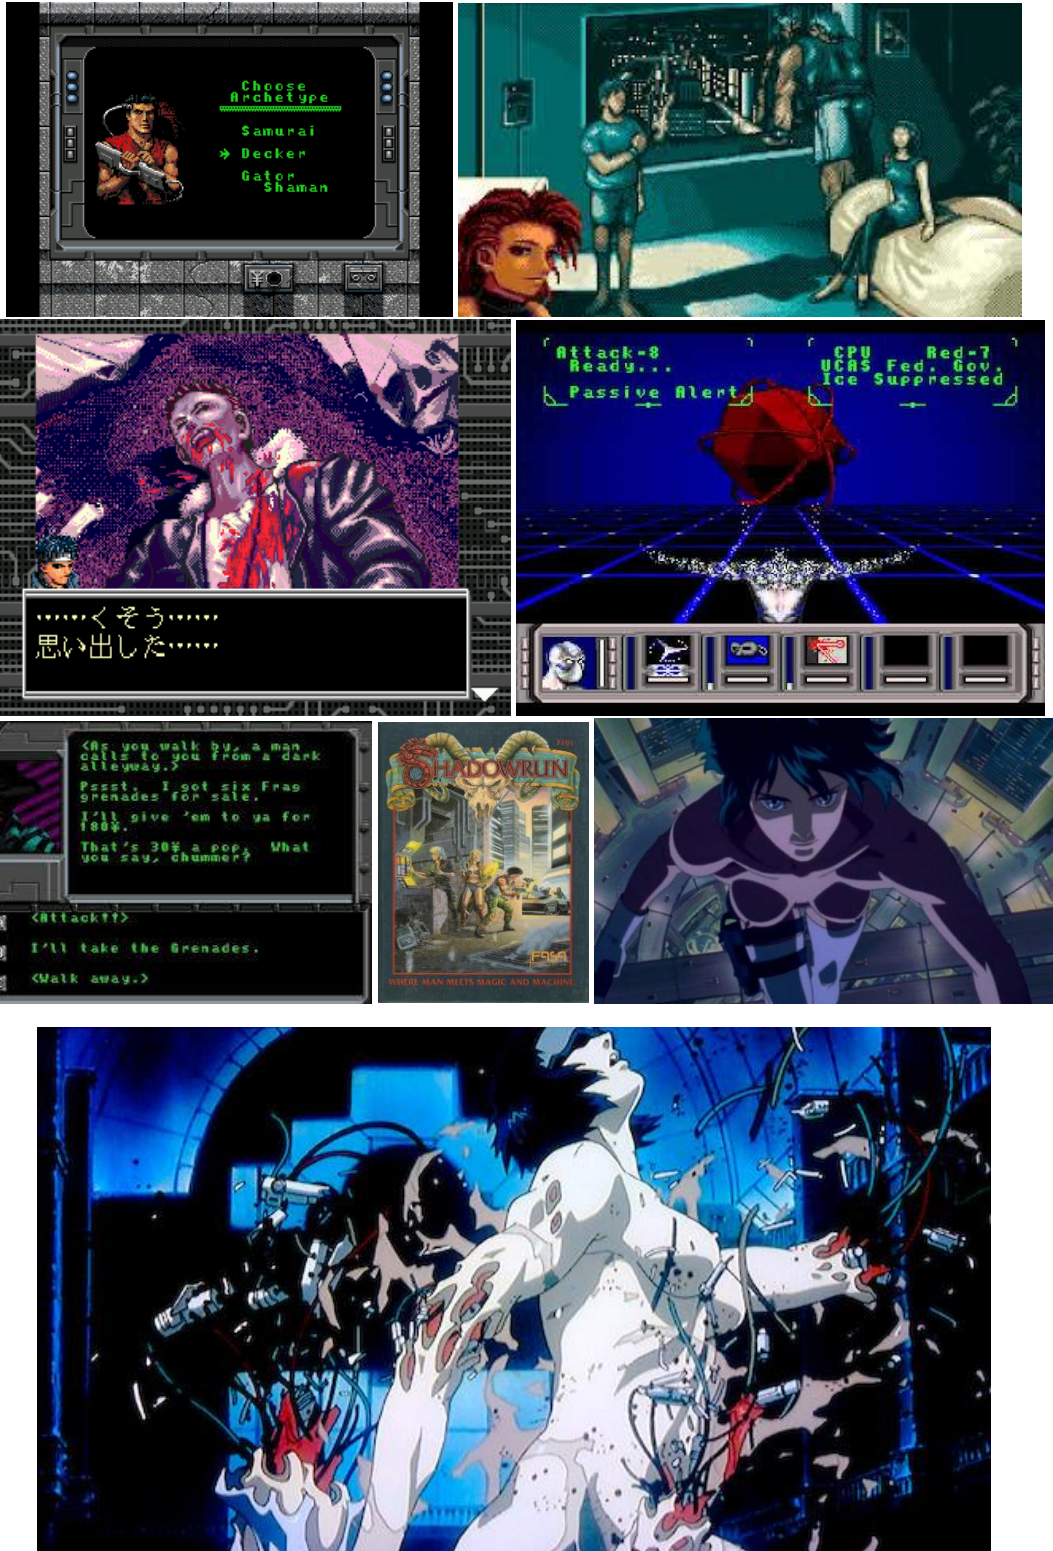 Choose
Archetype
Samurai
Decker
Gator
Shaman
¥
……くそう……
思い出した……
Attack-8
Ready...
Passive Alert
CPU Red-7
UCAS Fed. Gov.
Ice Suppressed
<As you walk by, a man
calls to you from a dark
alleyway.>
Pssst. I got six Frag
grenades for sale.
I'll give 'em to ya for
180¥.
That's 30¥ a pop. What
you say, chummer?
<Attack!!>
I'll take the Grenades.
<Walk away.>
7101
SHADOWRUN
FASA
WHERE MAN MEETS MAGIC AND MACHINE